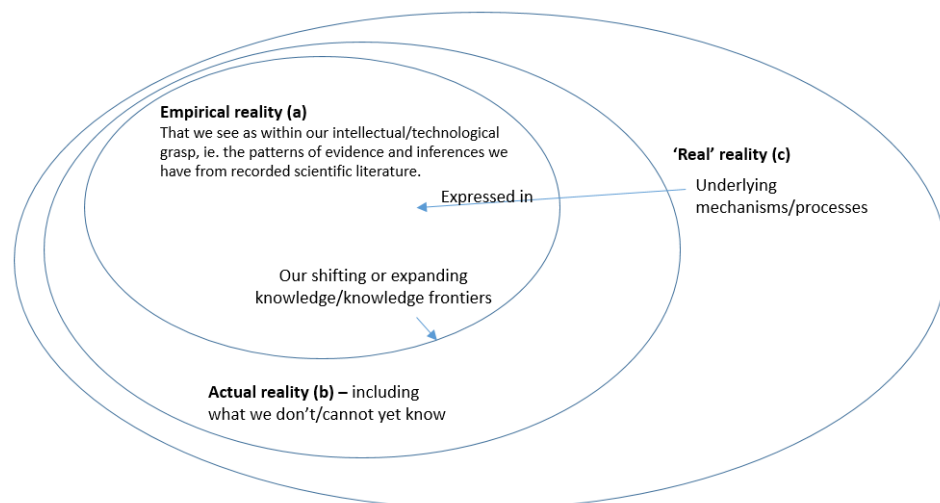 Empirical reality (a)
That we see as within our intellectual/technological
grasp, ie. the patterns of evidence and inferences we
have from recorded scientific literature.
‘Real’ reality (c)
Underlying
mechanisms/processes
Expressed in
Our shifting or expanding
knowledge/knowledge frontiers
Actual reality (b) – including
what we don’t/cannot yet know